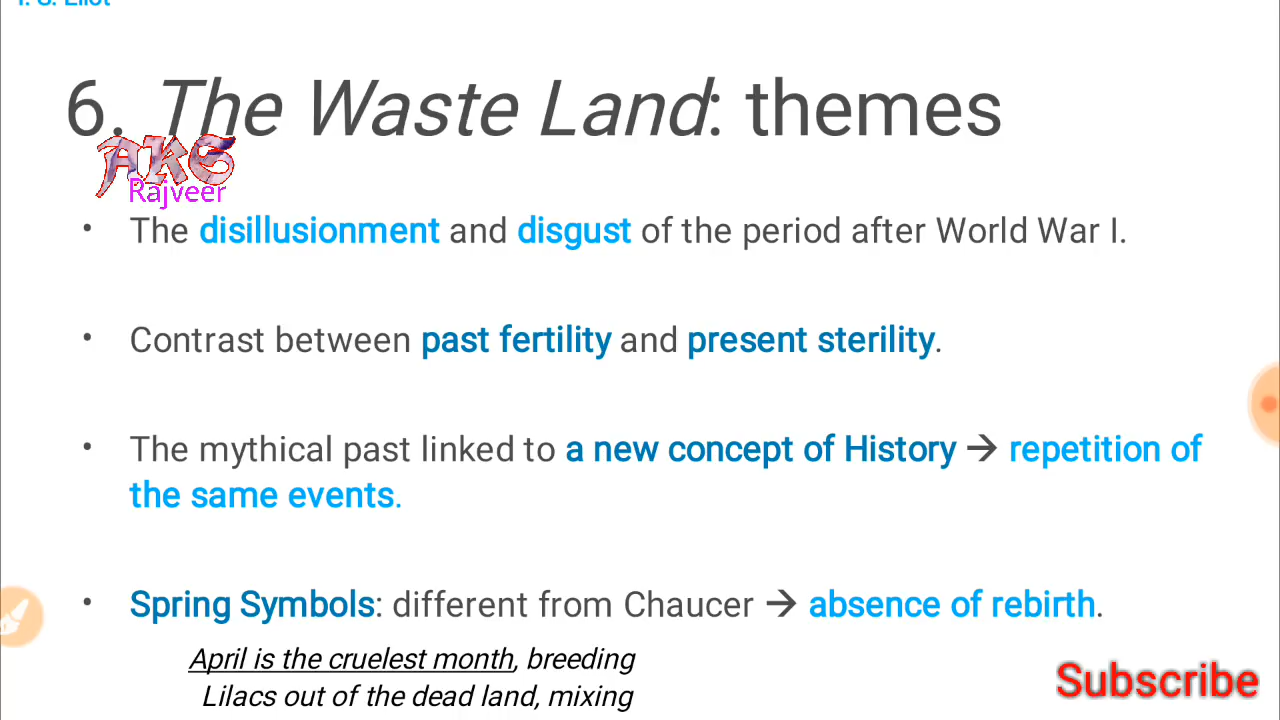 T. S. Eliot
6. The Waste Land: themes
AKS
Rajveer
• The disillusionment and disgust of the period after World War I.
• Contrast between past fertility and present sterility.
• The mythical past linked to a new concept of History → repetition of
the same events.
• Spring Symbols: different from Chaucer → absence of rebirth.
April is the cruelest month, breeding
Lilacs out of the dead land, mixing
Subscribe